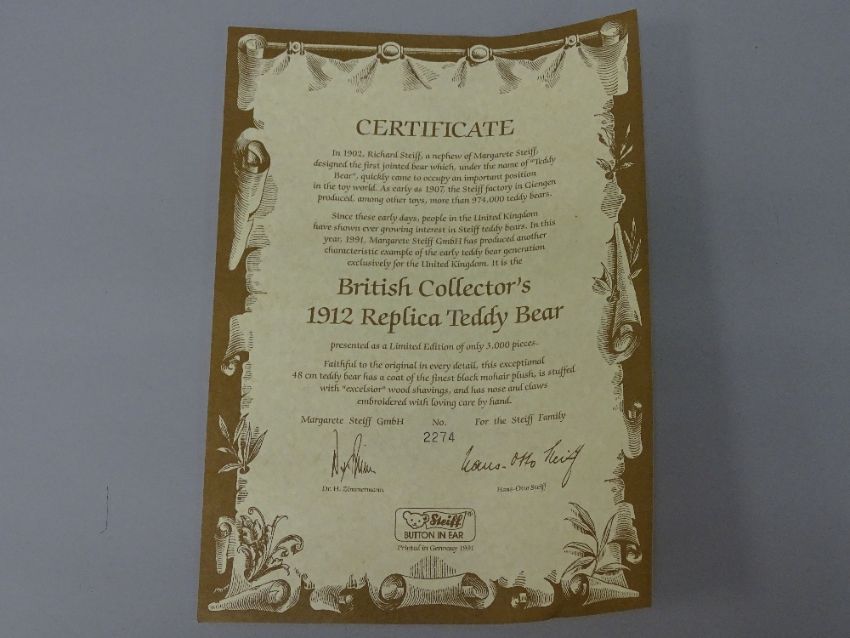 CERTIFICATE
In 1902, Richard Steiff, a nephew of Margarete Steiff,
designed the first jointed bear which, under the name of "Teddy
Bear", quickly came to occupy an important position
in the toy world. As early as 1907, the Steiff factory in Giengen
produced, among other toys, more than 974,000 teddy bears.
Since these early days, people in the United Kingdom
have shown ever growing interest in Steiff teddy bears. In this
year, 1991, Margarete Steiff GmbH has produced another
characteristic example of the early teddy bear generation
exclusively for the United Kingdom. It is the
British Collector's
1912 Replica Teddy Bear
presented as a Limited Edition of only 3,000 pieces.
Faithful to the original in every detail, this exceptional
48 cm teddy bear has a coat of the finest black mohair plush, is stuffed
with "excelsior" wood shavings, and has nose and claws
embroidered with loving care by hand.
Margarete Steiff GmbH No. For the Steiff Family
2274
Hans-Otto Steiff
Dr. H. Zimmermann Hans-Otto Steiff
Steiff ®
BUTTON IN EAR
Printed in Germany 1991